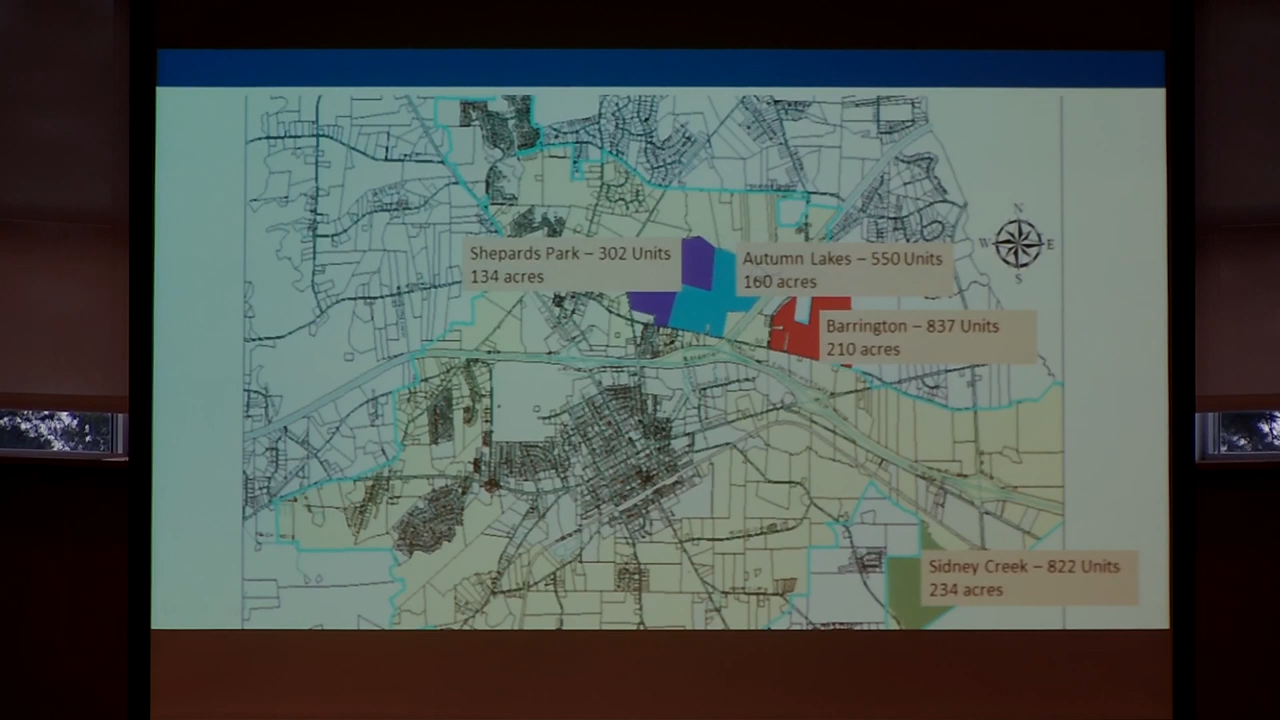 N
W E
S
Shepards Park – 302 Units
134 acres
Autumn Lakes – 550 Units
160 acres
Barrington – 837 Units
210 acres
Sidney Creek – 822 Units
234 acres